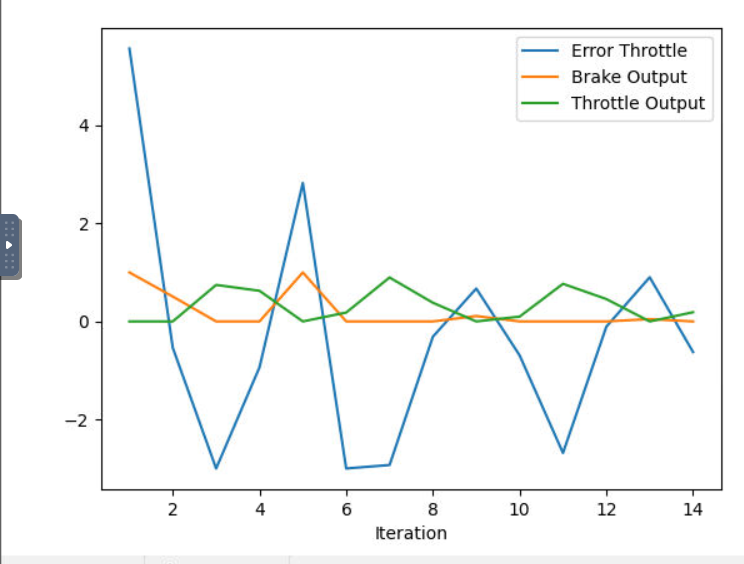 Error Throttle
Brake Output
Throttle Output
4
2
0
−2
2 4 6 8 10 12 14
Iteration